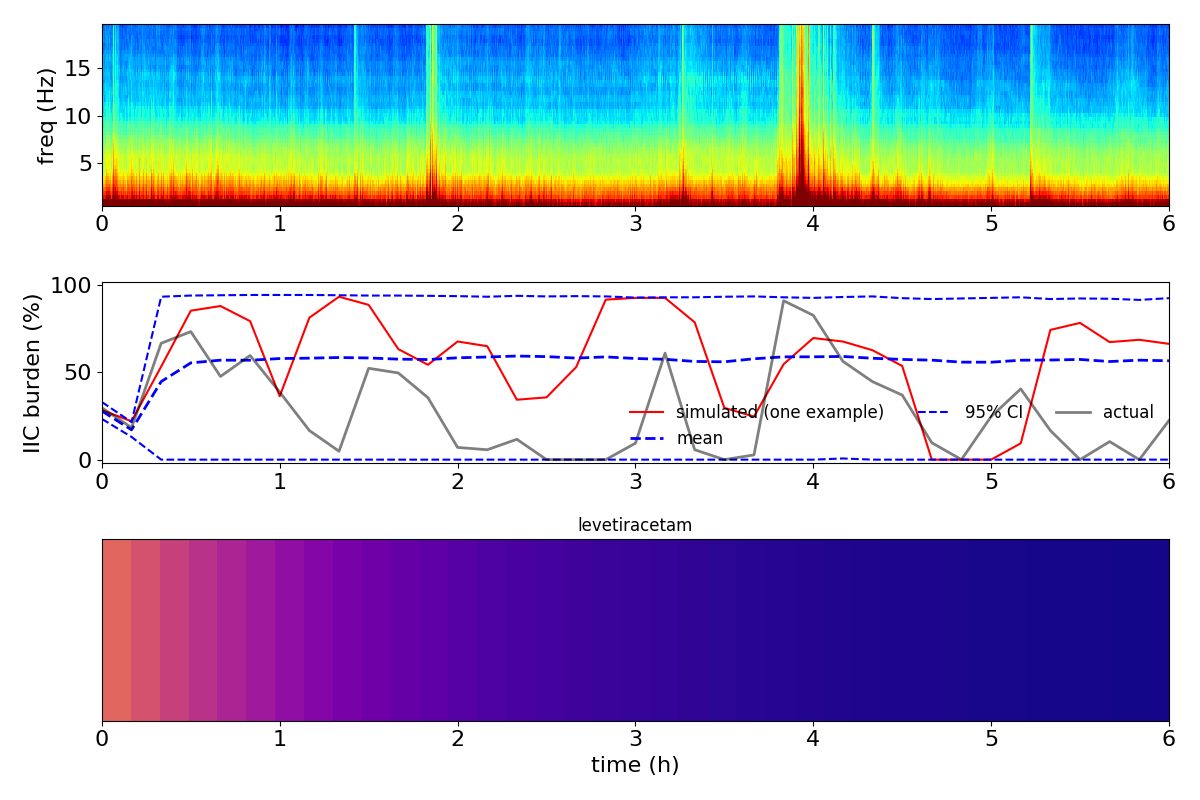 freq (Hz)
15
10
5
0 1 2 3 4 5 6
IIC burden (%)
100
50
0
simulated (one example)
mean
95% CI
actual
0 1 2 3 4 5 6
levetiracetam
0 1 2 3 4 5 6
time (h)